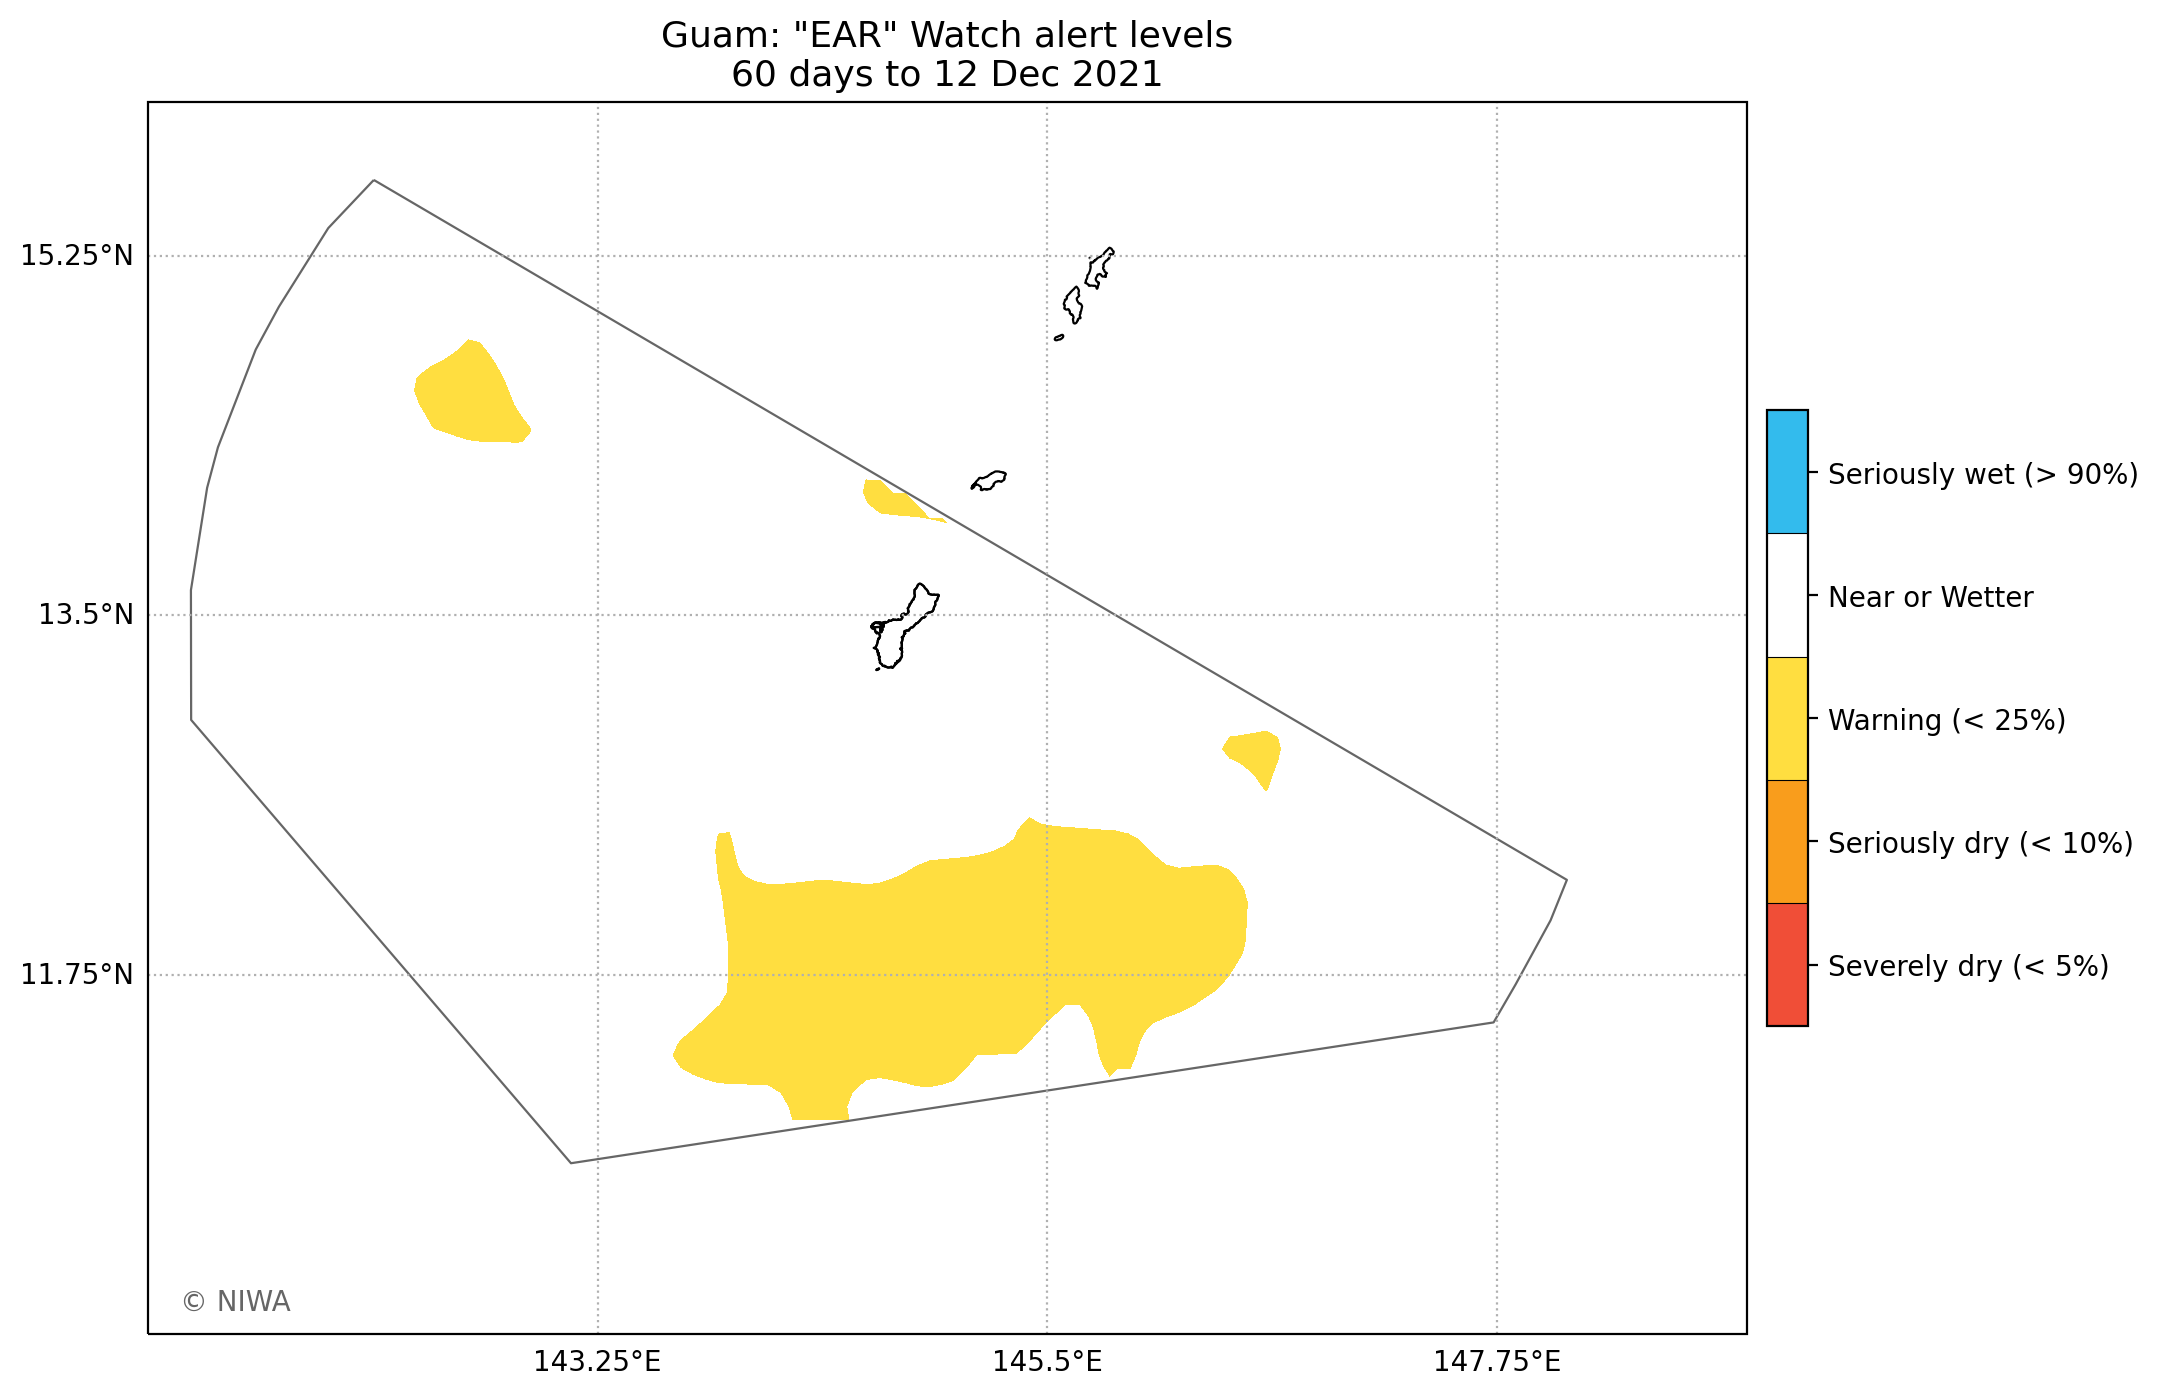 Guam: "EAR" Watch alert levels
60 days to 12 Dec 2021
15.25°N
13.5°N
11.75°N
143.25°E
145.5°E
147.75°E
Seriously wet (> 90%)
Near or Wetter
Warning (< 25%)
Seriously dry (< 10%)
Severely dry (< 5%)
© NIWA